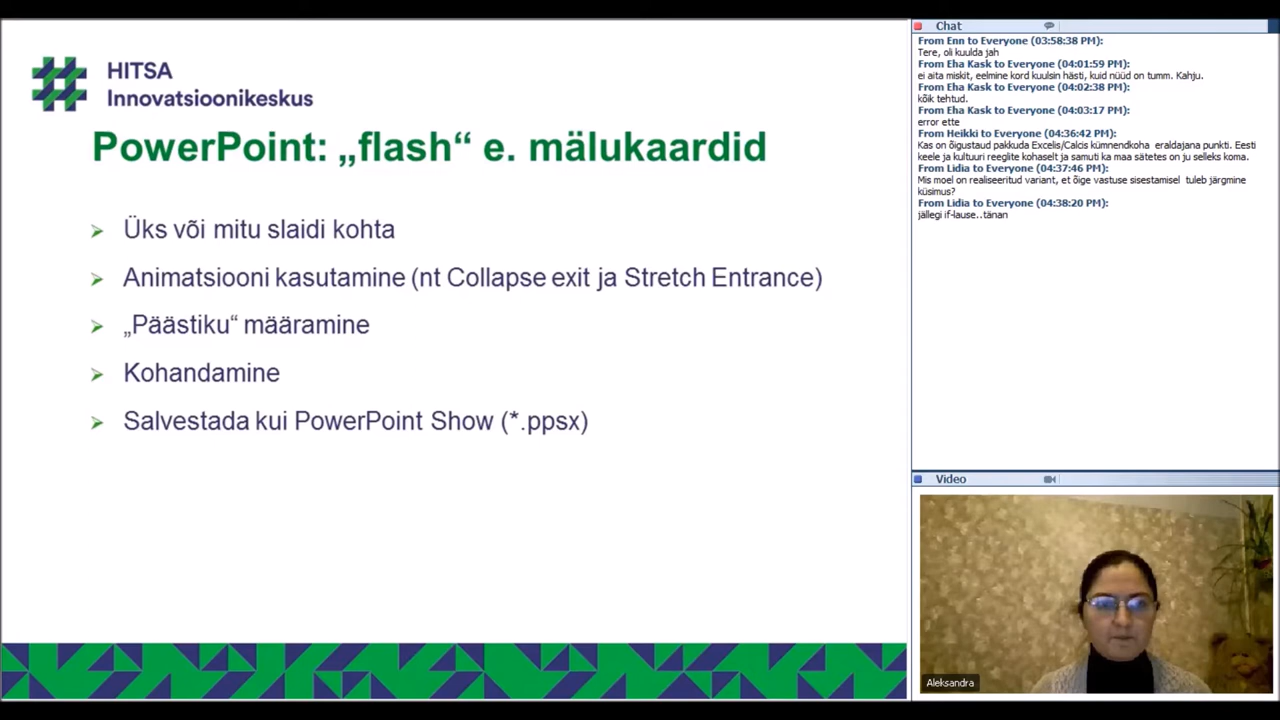 HITSA
Innovatsioonikeskus
PowerPoint: „flash“ e. mälukaardid
Üks või mitu slaidi kohta
Animatsiooni kasutamine (nt Collapse exit ja Stretch Entrance)
„Päästiku“ määramine
Kohandamine
Salvestada kui PowerPoint Show (*.ppsx)
Chat
From Enn to Everyone (03:58:38 PM):
Tere, oli kuulda jah
From Eha Kask to Everyone (04:01:59 PM):
ei aita miskit, eelmine kord kuulsin hästi, kuid nüüd on tumm. Kahju.
From Eha Kask to Everyone (04:02:38 PM):
kõik tehtud.
From Eha Kask to Everyone (04:03:17 PM):
error ette
From Heikki to Everyone (04:36:42 PM):
Kas on õigustaud pakkuda Excelis/Calcis kümnendkoha eraldajana punkti. Eesti
keele ja kultuuri reeglite kohaselt ja samuti ka maa sätetes on ju selleks koma.
From Lidia to Everyone (04:37:46 PM):
Mis moel on realiseeritud variant, et õige vastuse sisestamisel tuleb järgmine
küsimus?
From Lidia to Everyone (04:38:20 PM):
jällegi if-lause..tänan
Video
Aleksandra